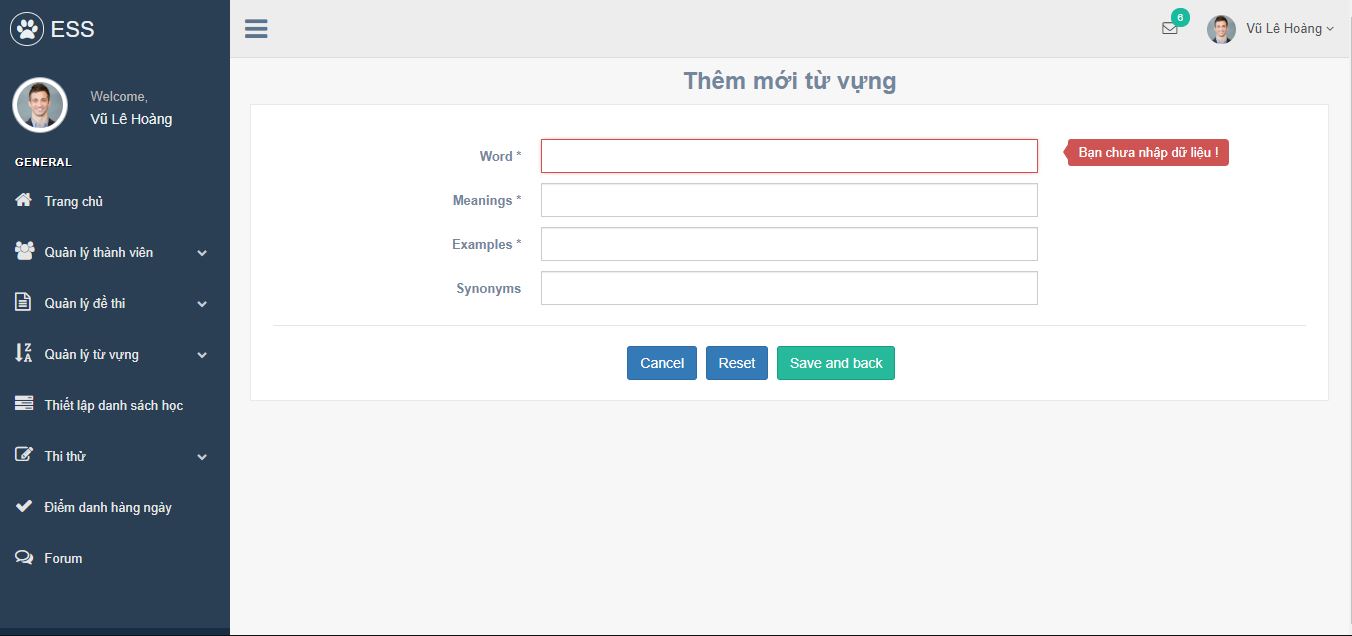 ESS
6
Vũ Lê Hoàng
Welcome,
Vũ Lê Hoàng
GENERAL
Trang chủ
Quản lý thành viên
Quản lý đề thi
Quản lý từ vựng
Thiết lập danh sách học
Thi thử
Điểm danh hàng ngày
Forum
Thêm mới từ vựng
Word *
Bạn chưa nhập dữ liệu !
Meanings *
Examples *
Synonyms
Cancel Reset Save and back